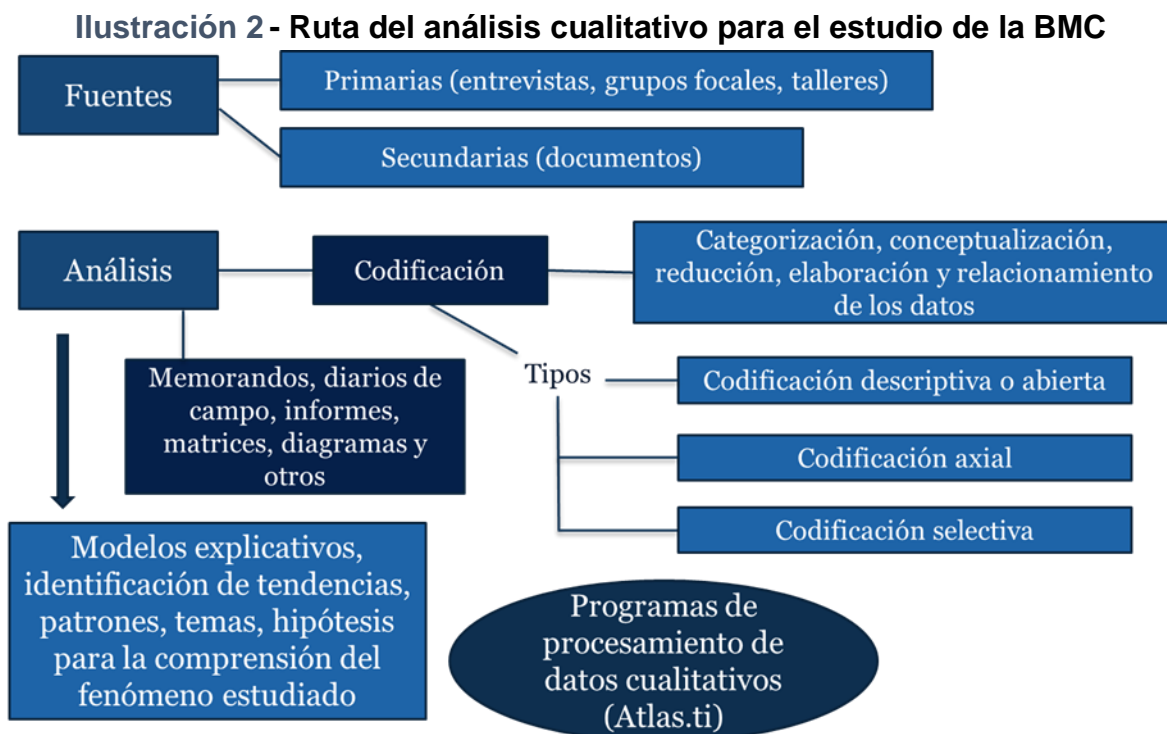 Ilustración 2 - Ruta del análisis cualitativo para el estudio de la BMC
Fuentes
Primarias (entrevistas, grupos focales, talleres)
Secundarias (documentos)
Análisis
Codificación
Categorización, conceptualización,
reducción, elaboración y relacionamiento
de los datos
Memorandos, diarios de
campo, informes,
matrices, diagramas y
otros
Tipos
Codificación descriptiva o abierta
Codificación axial
Codificación selectiva
Modelos explicativos,
identificación de tendencias,
patrones, temas, hipótesis
para la comprensión del
fenómeno estudiado
Programas de
procesamiento de
datos cualitativos
(Atlas.ti)